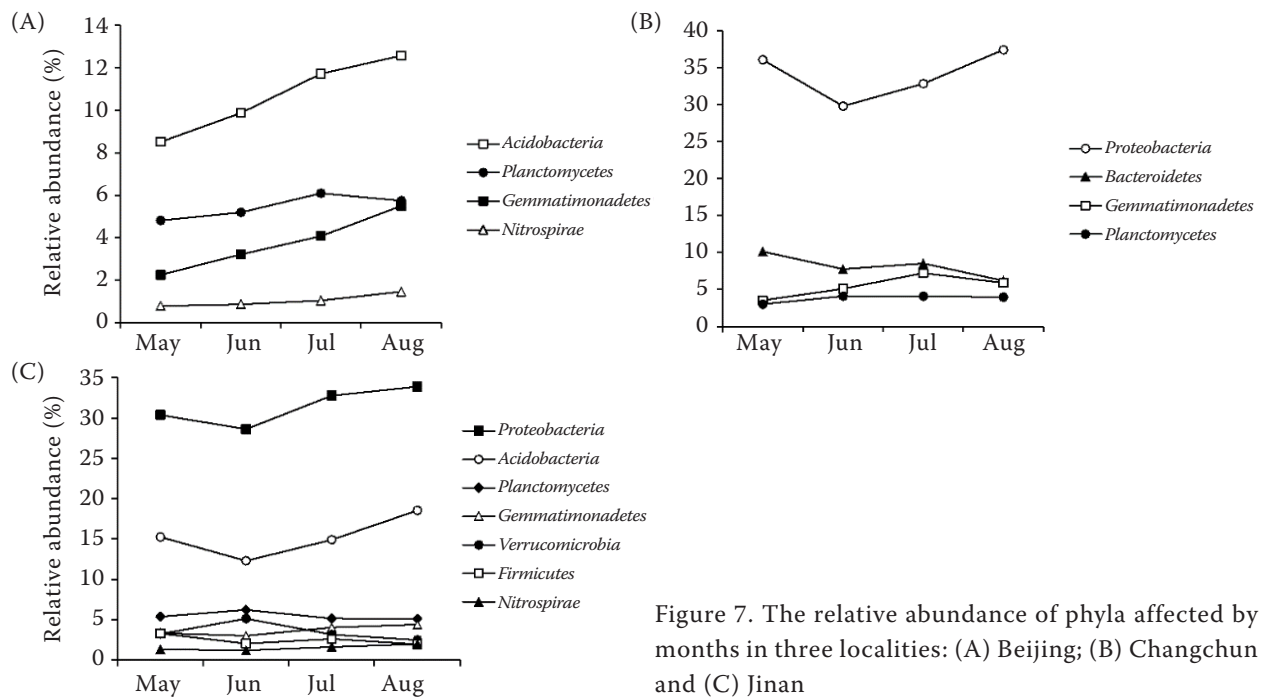 (A)
Relative abundance (%)
14
12
10
8
6
4
2
0
May Jun Jul Aug
Acidobacteria
Planctomycetes
Gemmatimonadetes
Nitrospirae
(B)
40
35
30
25
20
15
10
5
0
May Jun Jul Aug
Proteobacteria
Bacteroidetes
Gemmatimonadetes
Planctomycetes
(C)
Relative abundance (%)
35
30
25
20
15
10
5
0
May Jun Jul Aug
Proteobacteria
Acidobacteria
Planctomycetes
Gemmatimonadetes
Verrucomicrobia
Firmicutes
Nitrospirae
Figure 7. The relative abundance of phyla affected by
months in three localities: (A) Beijing; (B) Changchun
and (C) Jinan